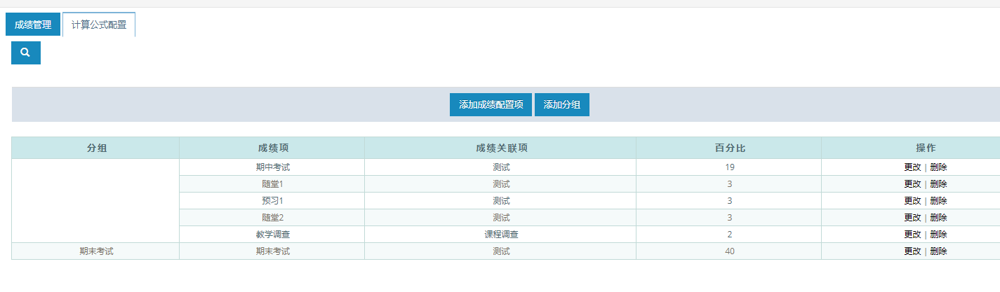 成绩管理 计算公式配置
添加成绩配置项 添加分组
分组 成绩项 成绩关联项 百分比 操作
期中考试 测试 19 更改 | 删除
随堂1 测试 3 更改 | 删除
预习1 测试 3 更改 | 删除
随堂2 测试 3 更改 | 删除
教学调查 课程调查 2 更改 | 删除
期末考试 期末考试 测试 40 更改 | 删除